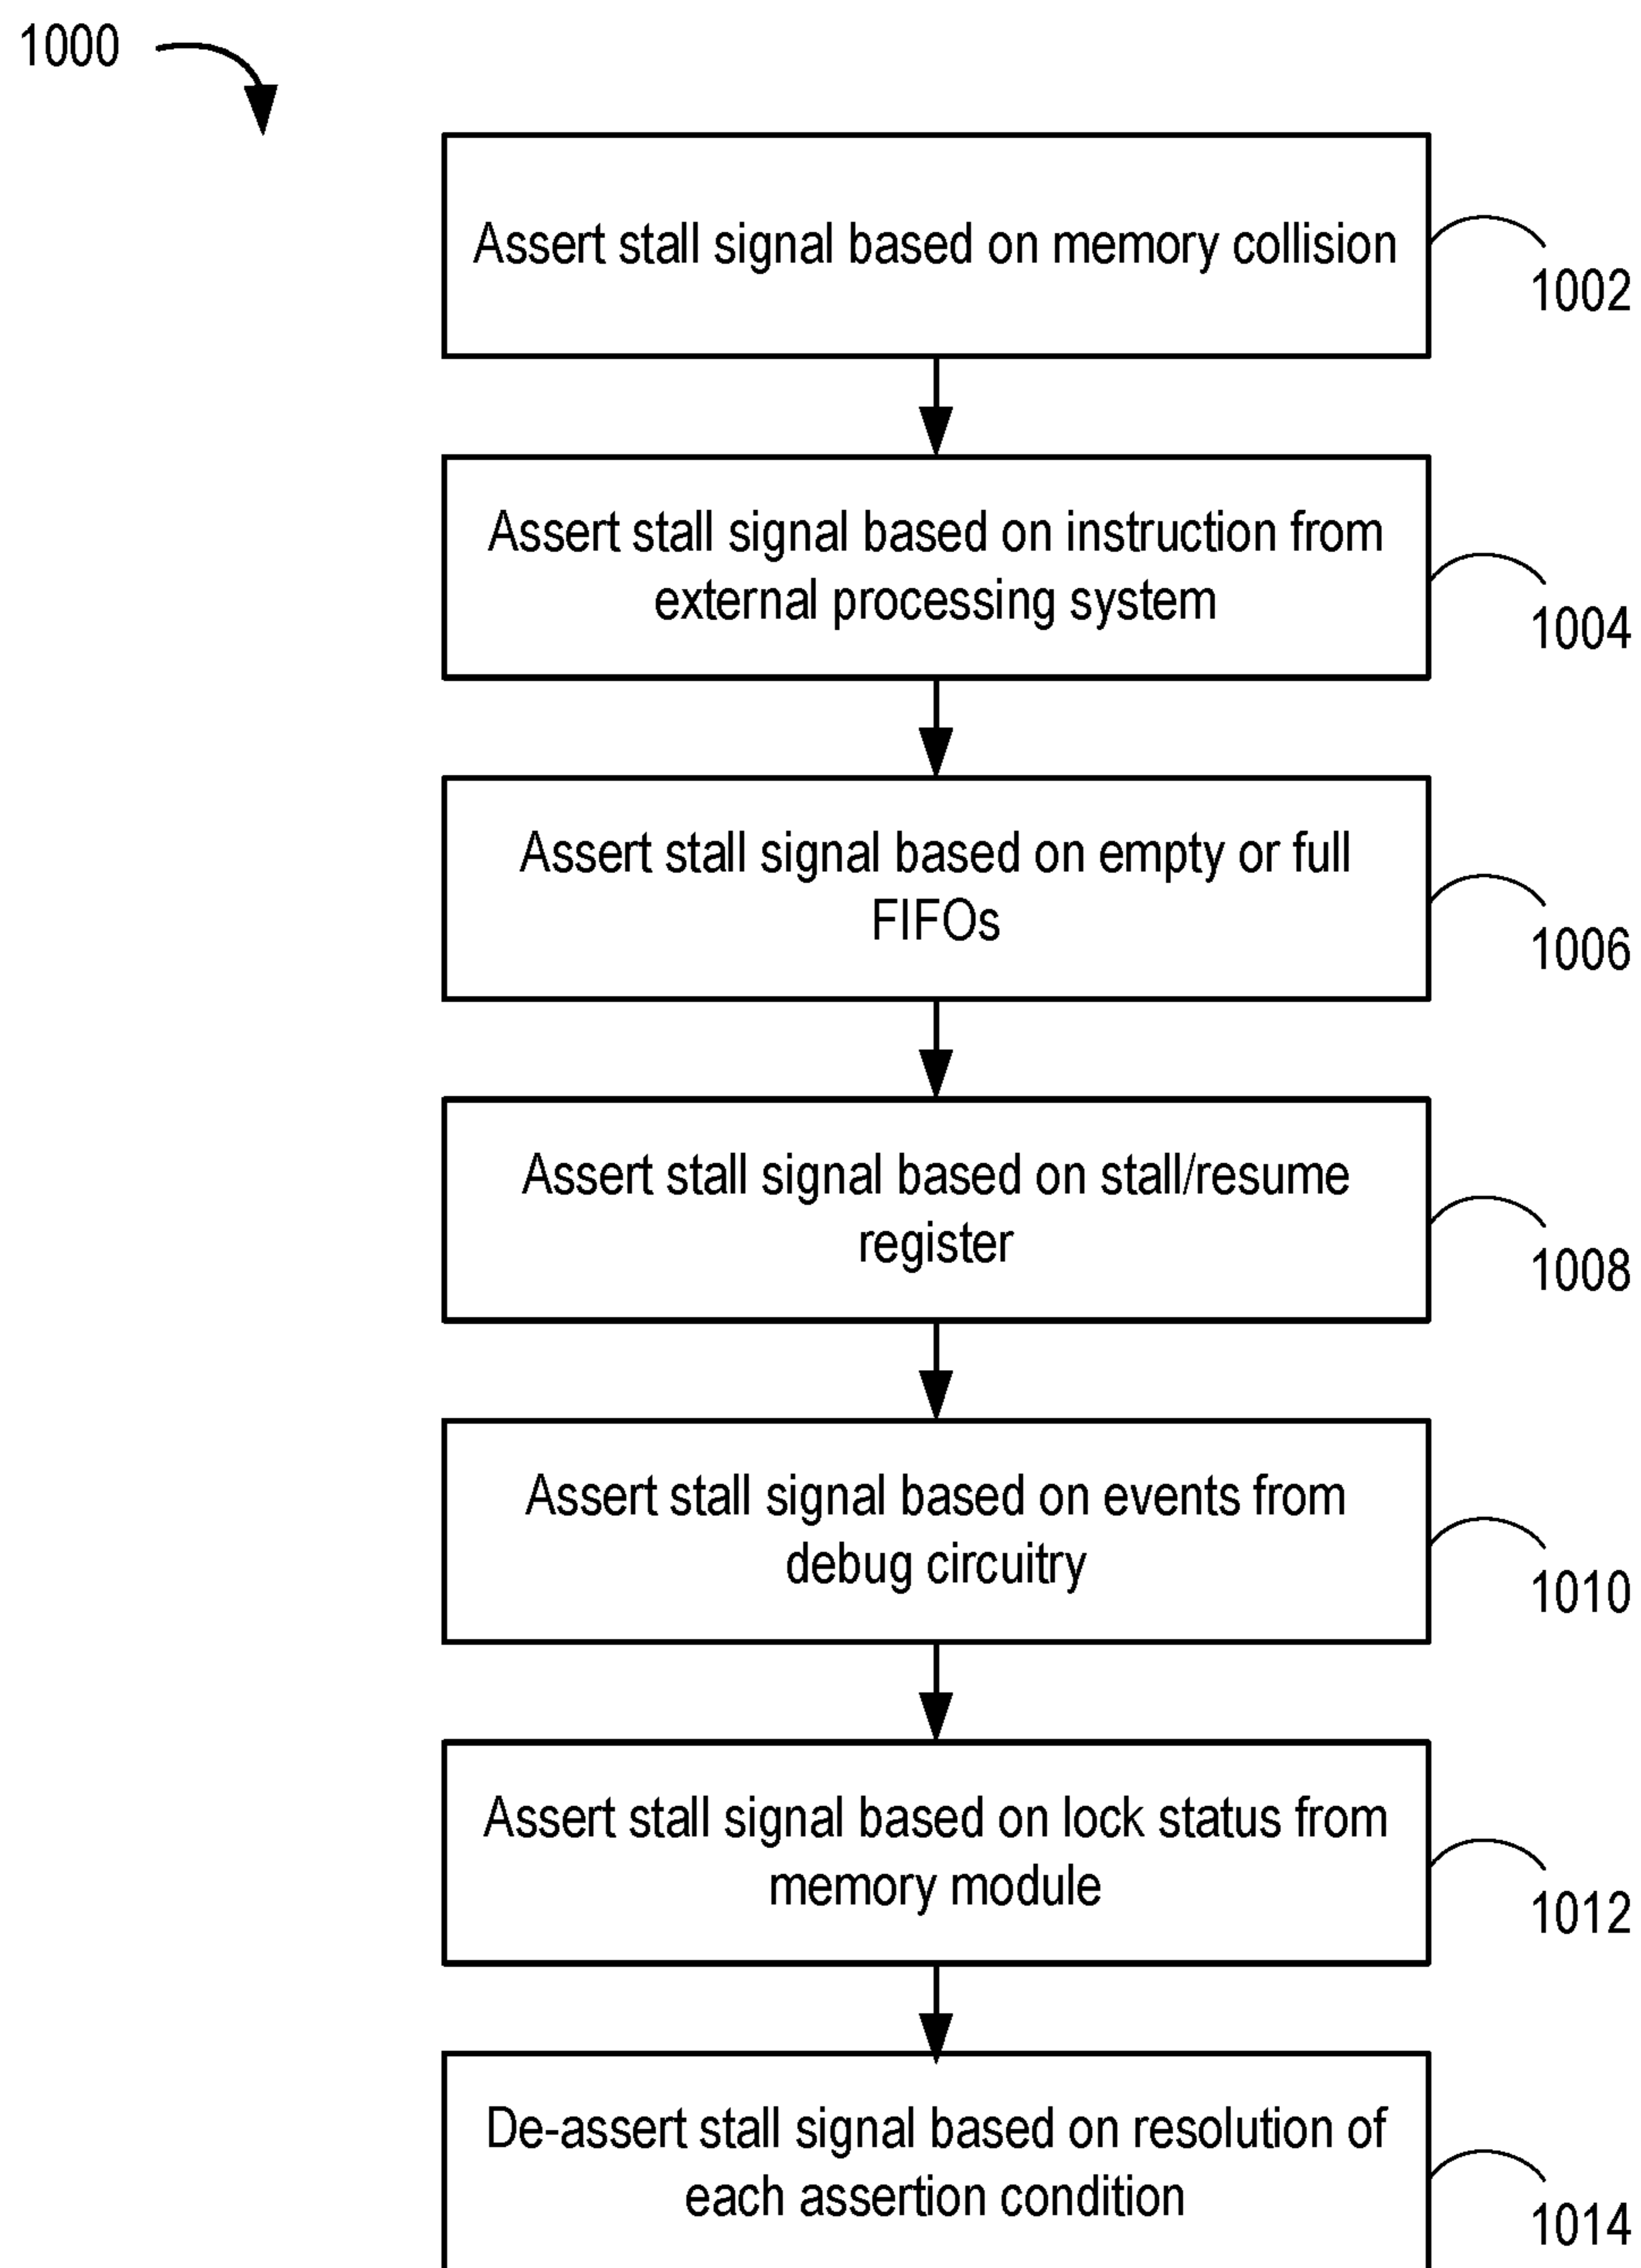 1000
Assert stall signal based on memory collision
1002
Assert stall signal based on instruction from
external processing system
1004
Assert stall signal based on empty or full
FIFOs
1006
Assert stall signal based on stall/resume
register
1008
Assert stall signal based on events from
debug circuitry
1010
Assert stall signal based on lock status from
memory module
1012
De-assert stall signal based on resolution of
each assertion condition
1014